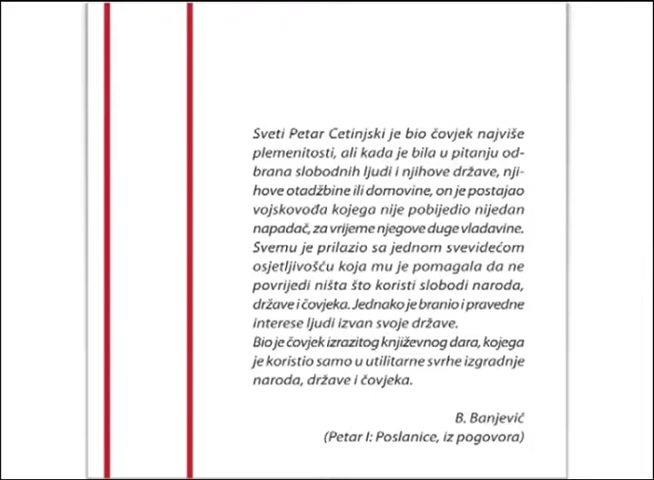 Sveti Petar Cetinjski je bio čovjek najviše
plemenitosti, ali kada je bila u pitanju od-
brana slobodnih ljudi i njihove države, nji-
hove otadžbine ili domovine, on je postajao
vojskovođa kojega nije pobijedio nijedan
napadač, za vrijeme njegove duge vladavine.
Svemu je prilazio sa jednom svevidećom
osjetljivošću koja mu je pomagala da ne
povrijedi ništa što koristi slobodi naroda,
države i čovjeka. Jednako je branio i pravedne
interese ljudi izvan svoje države.
Bio je čovjek izrazitog književnog dara, kojega
je koristio samo u utilitarne svrhe izgradnje
naroda, države i čovjeka.
B. Banjević
(Petar I: Poslanice, iz pogovora)